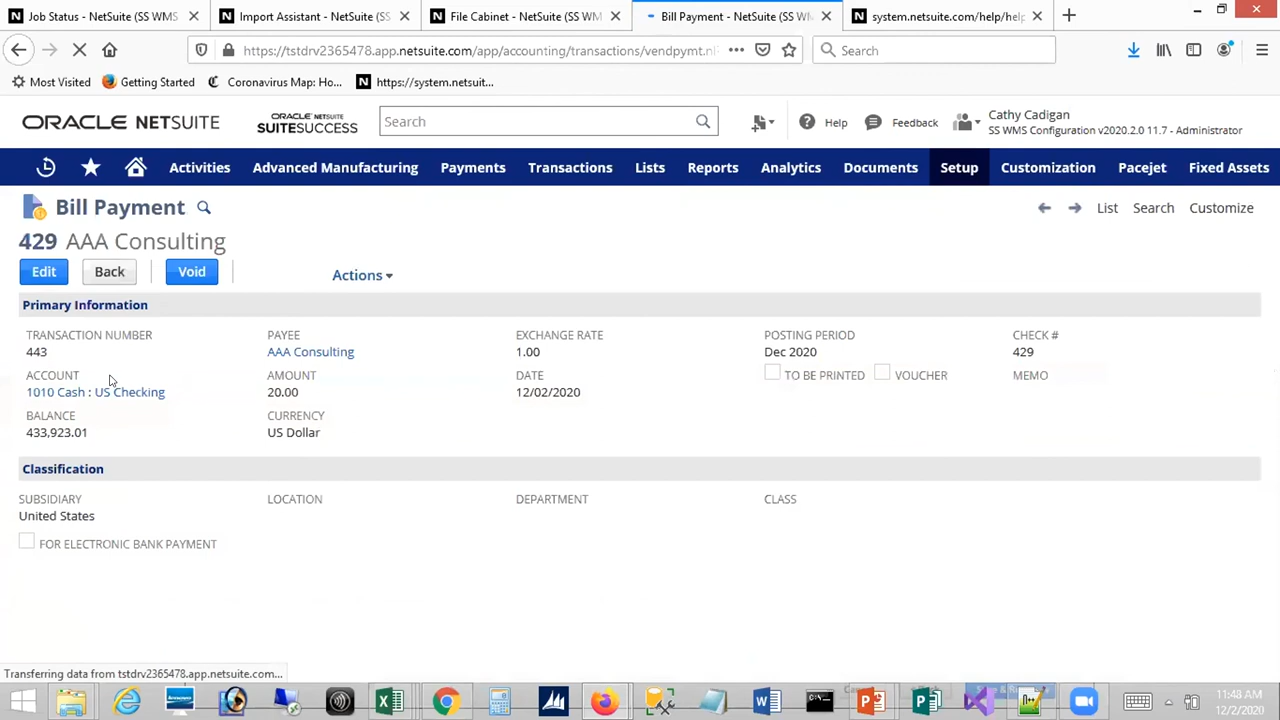 Job Status - NetSuite (SS WMS
Import Assistant - NetSuite (SS W
File Cabinet - NetSuite (SS WM
Bill Payment - NetSuite (SS W
system.netsuite.com/help/help
https://tstdrv2365478.app.netsuite.com/app/accounting/transactions/vendpymt.nl
Search
Most Visited
Getting Started
Coronavirus Map: Ho...
https://system.netsuit...
ORACLE NETSUITE
ORACLE NETSUITE
SUITESUCCESS
Search
Help
Feedback
Cathy Cadigan
SS WMS Configuration v2020.2.0 11.7 - Administrator
Activities
Advanced Manufacturing
Payments
Transactions
Lists
Reports
Analytics
Documents
Setup
Customization
Pacejet
Fixed Assets
Bill Payment
List
Search
Customize
429 AAA Consulting
Edit
Back
Void
Actions
Primary Information
TRANSACTION NUMBER
443
PAYEE
AAA Consulting
EXCHANGE RATE
1.00
POSTING PERIOD
Dec 2020
CHECK #
429
ACCOUNT
1010 Cash : US Checking
AMOUNT
20.00
DATE
12/02/2020
TO BE PRINTED
VOUCHER
MEMO
BALANCE
433,923.01
CURRENCY
US Dollar
Classification
SUBSIDIARY
United States
LOCATION
DEPARTMENT
CLASS
FOR ELECTRONIC BANK PAYMENT
Transferring data from tstdrv2365478.app.netsuite.com...
11:48 AM
12/2/2020